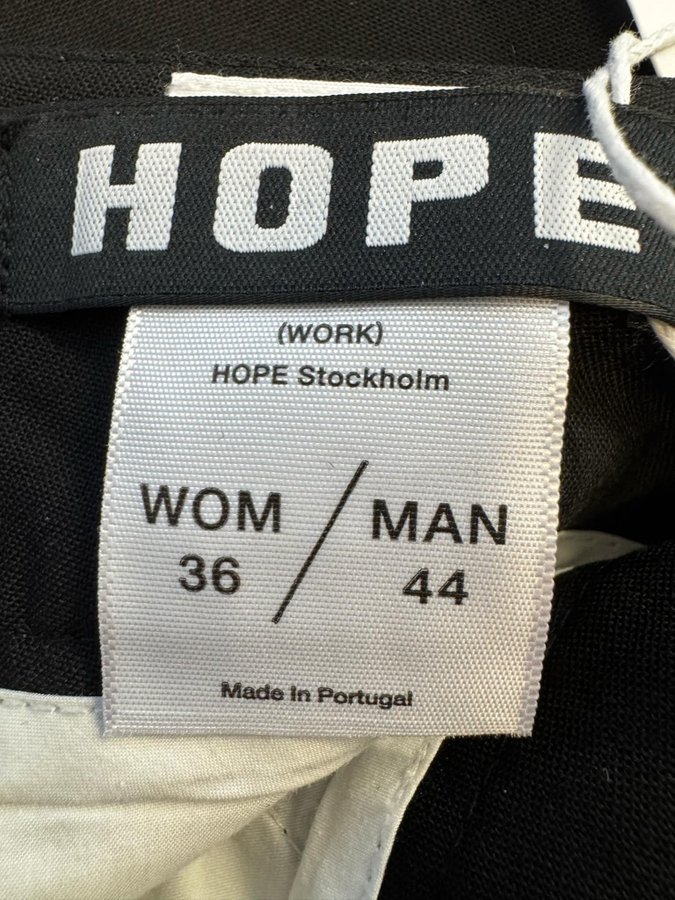 HOPE
(WORK)
HOPE Stockholm
WOM / MAN
36 44
Made In Portugal